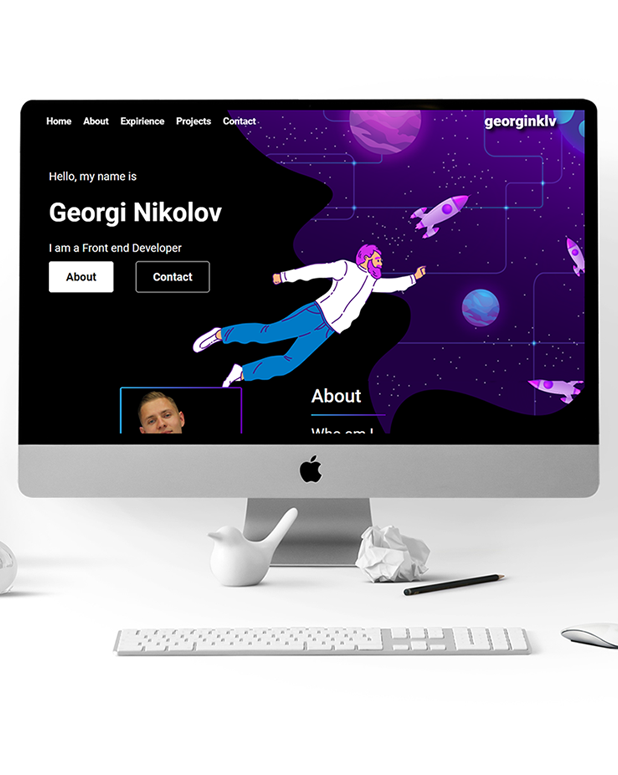 Home About Expirience Projects Contact
georginklv
Hello, my name is
Georgi Nikolov
I am a Front end Developer
About Contact
About
Who am I